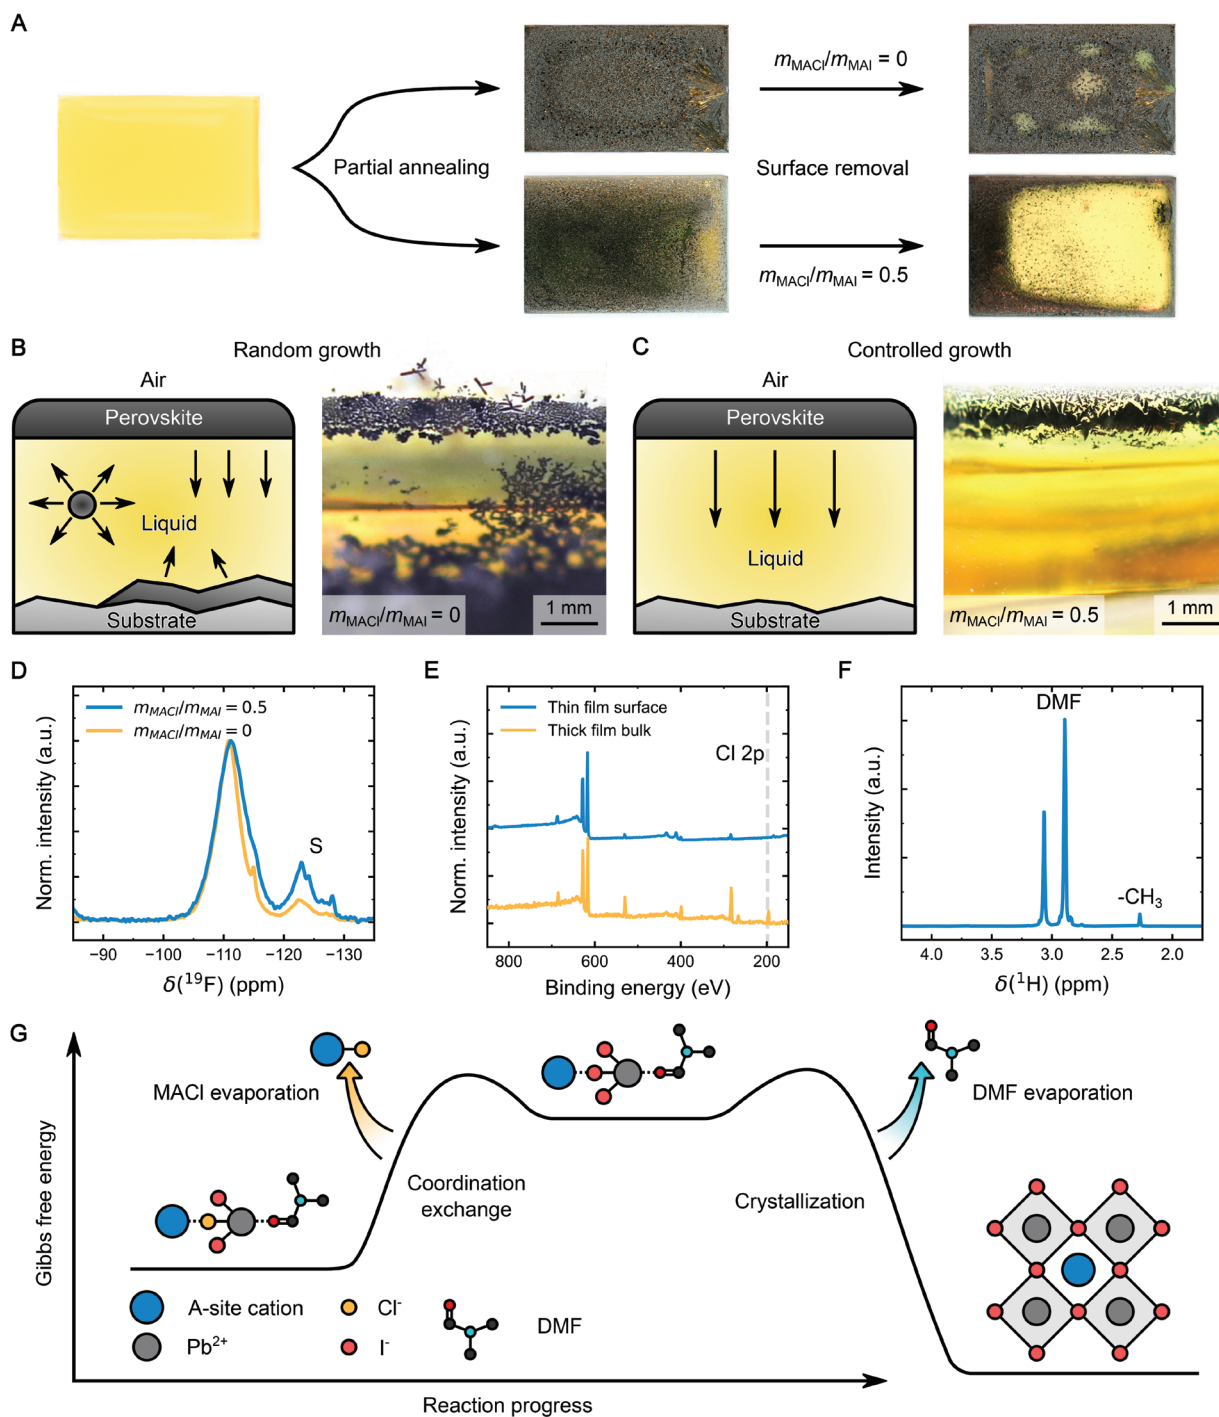 A
Partial annealing
m_MACl/m_MAI = 0
Surface removal
m_MACl/m_MAI = 0.5
B
Random growth
Air
Perovskite
Liquid
Substrate
m_MACl/m_MAI = 0
1 mm
C
Controlled growth
Air
Perovskite
Liquid
Substrate
m_MACl/m_MAI = 0.5
1 mm
D
m_MACl/m_MAI = 0.5
m_MACl/m_MAI = 0
S
Norm. intensity (a.u.)
−90 −100 −110 −120 −130
δ(¹⁹F) (ppm)
E
Thin film surface
Thick film bulk
Cl 2p
Norm. intensity (a.u.)
800 600 400 200
Binding energy (eV)
F
DMF
-CH₃
Intensity (a.u.)
4.0 3.5 3.0 2.5 2.0
δ(¹H) (ppm)
G
MACl evaporation
DMF evaporation
Coordination
exchange
Crystallization
Gibbs free energy
A-site cation
Cl⁻
DMF
Pb²⁺
I⁻
Reaction progress